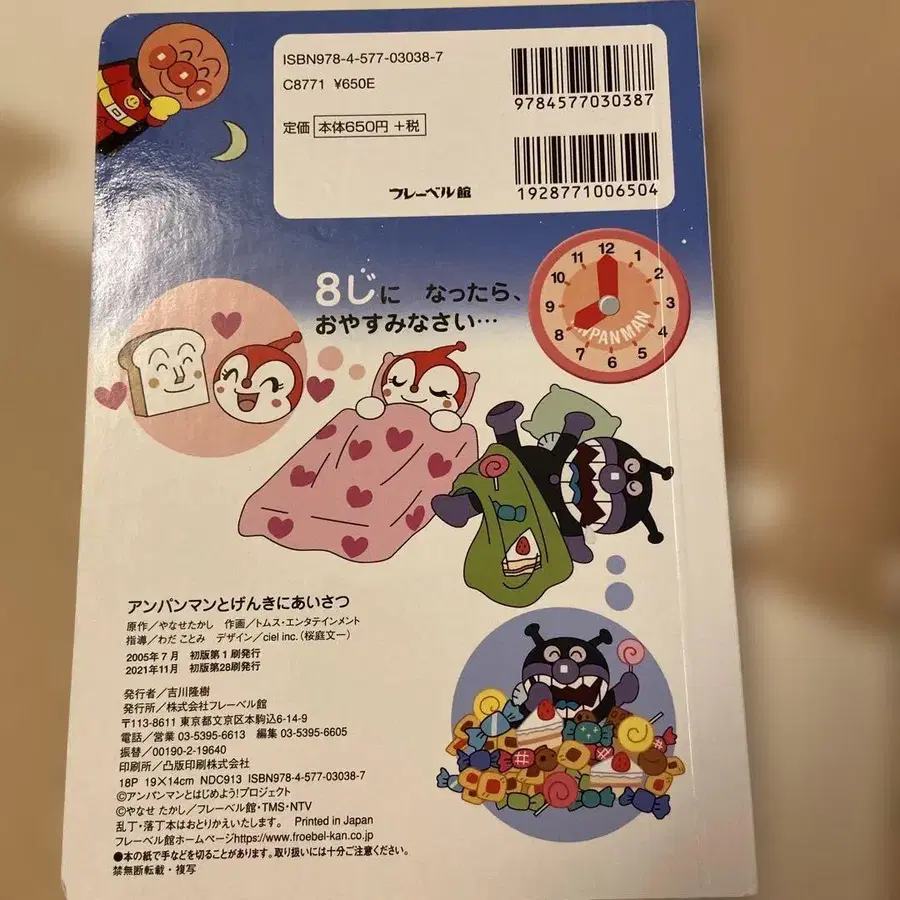 ISBN978-4-577-03038-7
C8771 ¥650E
定価 本体650円 +税
フレーベル館
9784577030387
1928771006504
8じに なったら、
おやすみなさい…
12
1
2
3
4
5
6
7
8
9
10
11
NPANMAN
アンパンマンとげんきにあいさつ
原作/やなせたかし 作画/トムス・エンタテインメント
指導/わだ ことみ デザイン/ciel inc.(桜庭文一)
2005年7月 初版第1刷発行
2021年11月 初版第28刷発行
発行者/吉川隆樹
発行所/株式会社フレーベル館
〒113-8611 東京都文京区本駒込6-14-9
電話/営業 03-5395-6613 編集 03-5395-6605
振替/00190-2-19640
印刷所/凸版印刷株式会社
18P 19×14cm NDC913 ISBN978-4-577-03038-7
©アンパンマンとはじめよう!プロジェクト
©やなせ たかし/フレーベル館・TMS・NTV
乱丁・落丁本はおとりかえいたします。 Printed in Japan
フレーベル館ホームページhttps://www.froebel-kan.co.jp
●本の紙で手などを切ることがあります。取り扱いには十分ご注意ください。
禁無断転載・複写